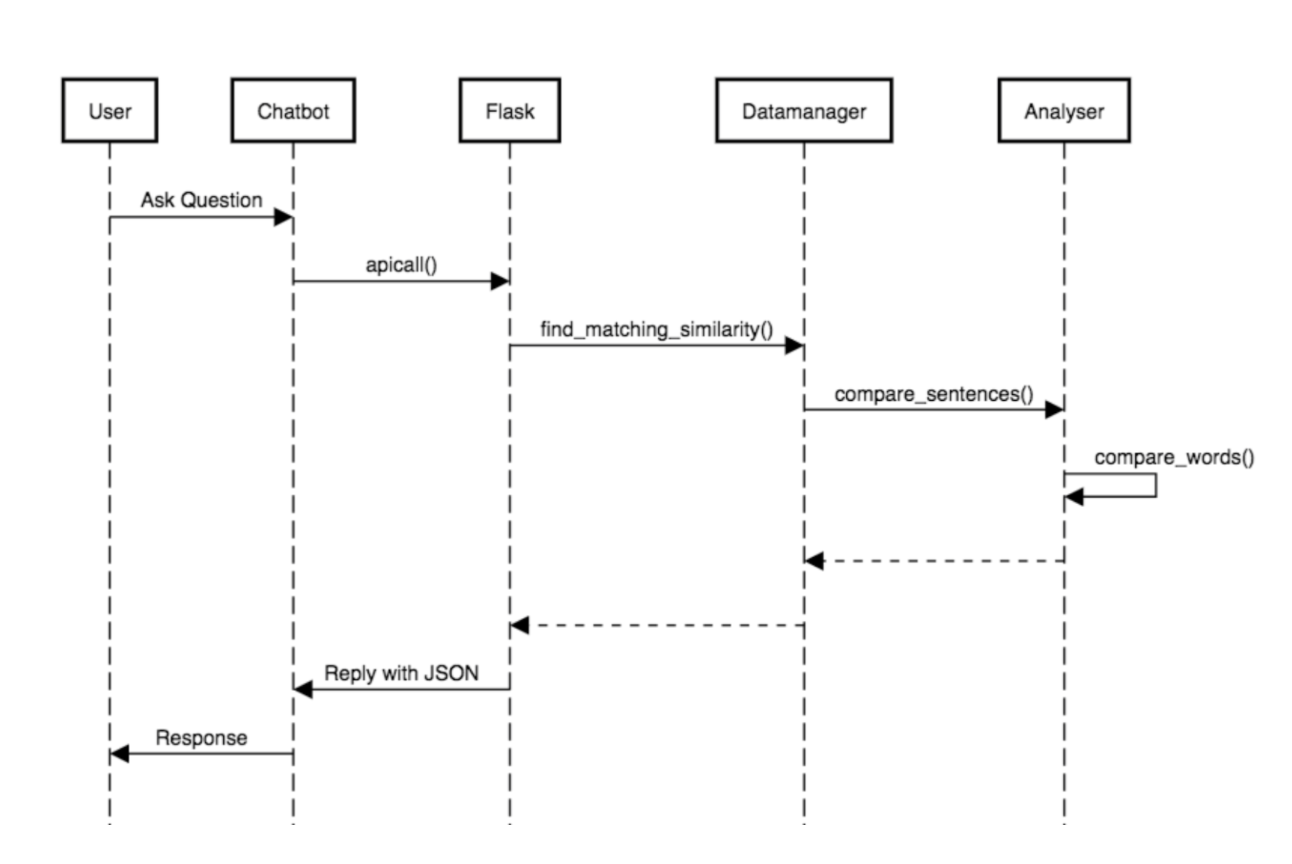 User
Chatbot
Flask
Datamanager
Analyser
Ask Question
apicall()
find_matching_similarity()
compare_sentences()
compare_words()
Reply with JSON
Response